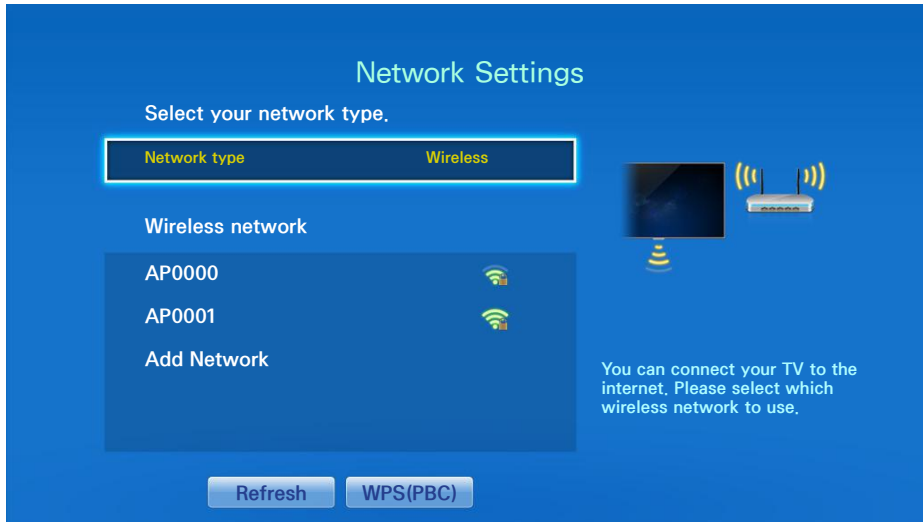 Network Settings
Select your network type.
Network type Wireless
Wireless network
AP0000
AP0001
Add Network
You can connect your TV to the
internet. Please select which
wireless network to use.
Refresh WPS(PBC)